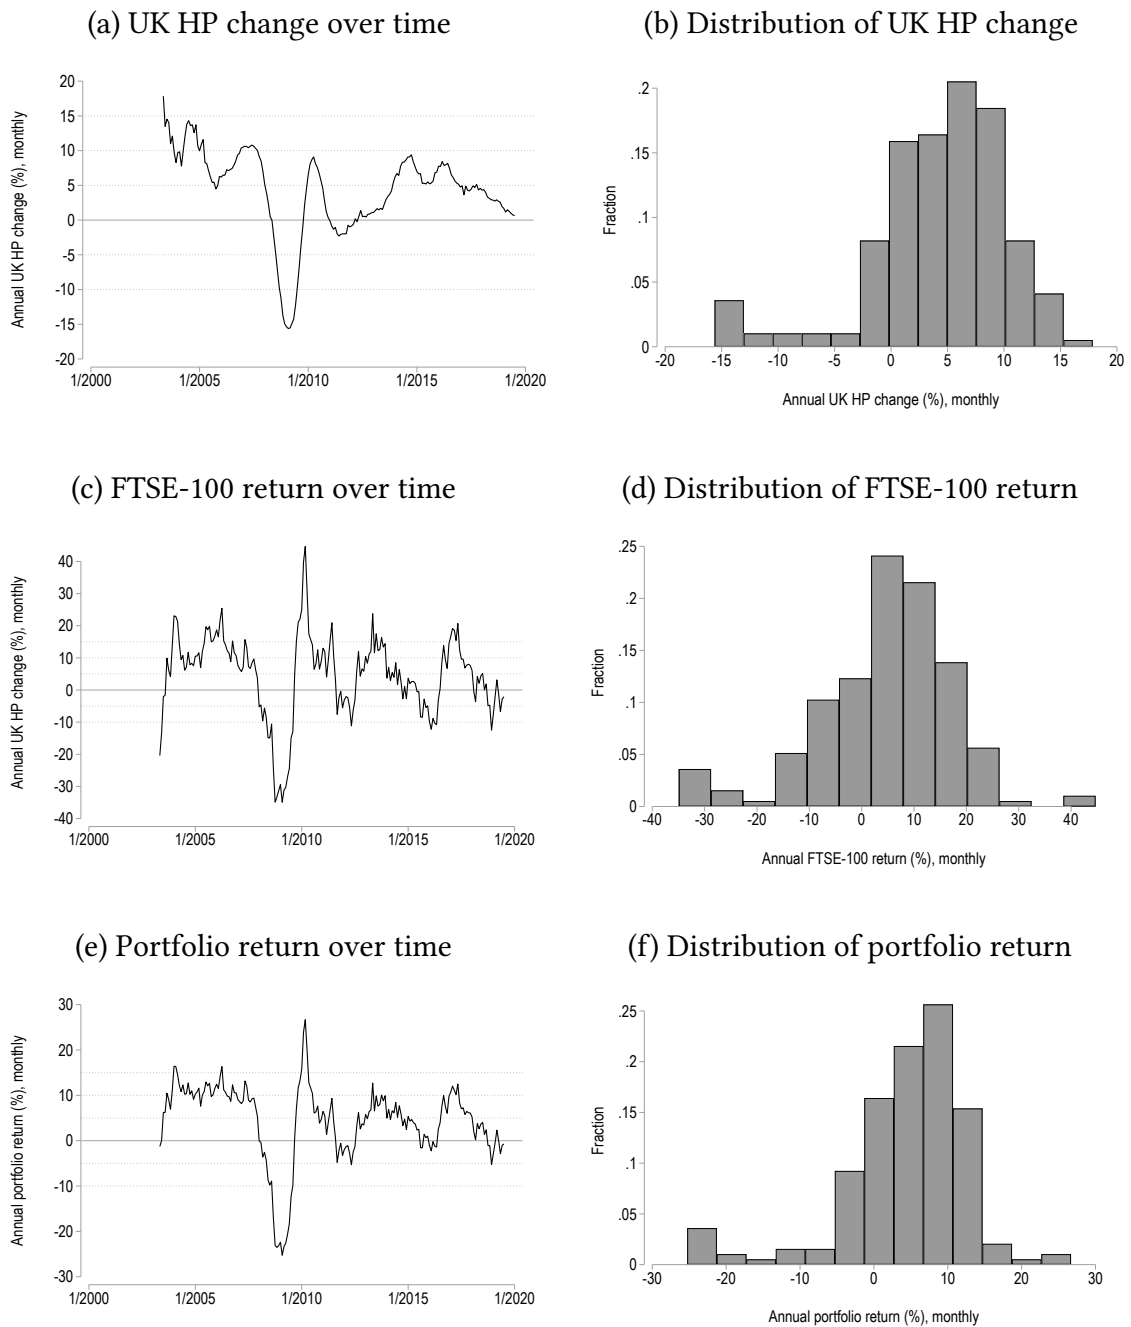 (a) UK HP change over time
Annual UK HP change (%), monthly
20
15
10
5
0
-5
-10
-15
-20
1/2000 1/2005 1/2010 1/2015 1/2020
(b) Distribution of UK HP change
Fraction
.2
.15
.1
.05
0
-20 -15 -10 -5 0 5 10 15 20
Annual UK HP change (%), monthly
(c) FTSE-100 return over time
Annual UK HP change (%), monthly
40
30
20
10
0
-10
-20
-30
-40
1/2000 1/2005 1/2010 1/2015 1/2020
(d) Distribution of FTSE-100 return
Fraction
.25
.2
.15
.1
.05
0
-40 -30 -20 -10 0 10 20 30 40
Annual FTSE-100 return (%), monthly
(e) Portfolio return over time
Annual portfolio return (%), monthly
30
20
10
0
-10
-20
-30
1/2000 1/2005 1/2010 1/2015 1/2020
(f) Distribution of portfolio return
Fraction
.25
.2
.15
.1
.05
0
-30 -20 -10 0 10 20 30
Annual portfolio return (%), monthly